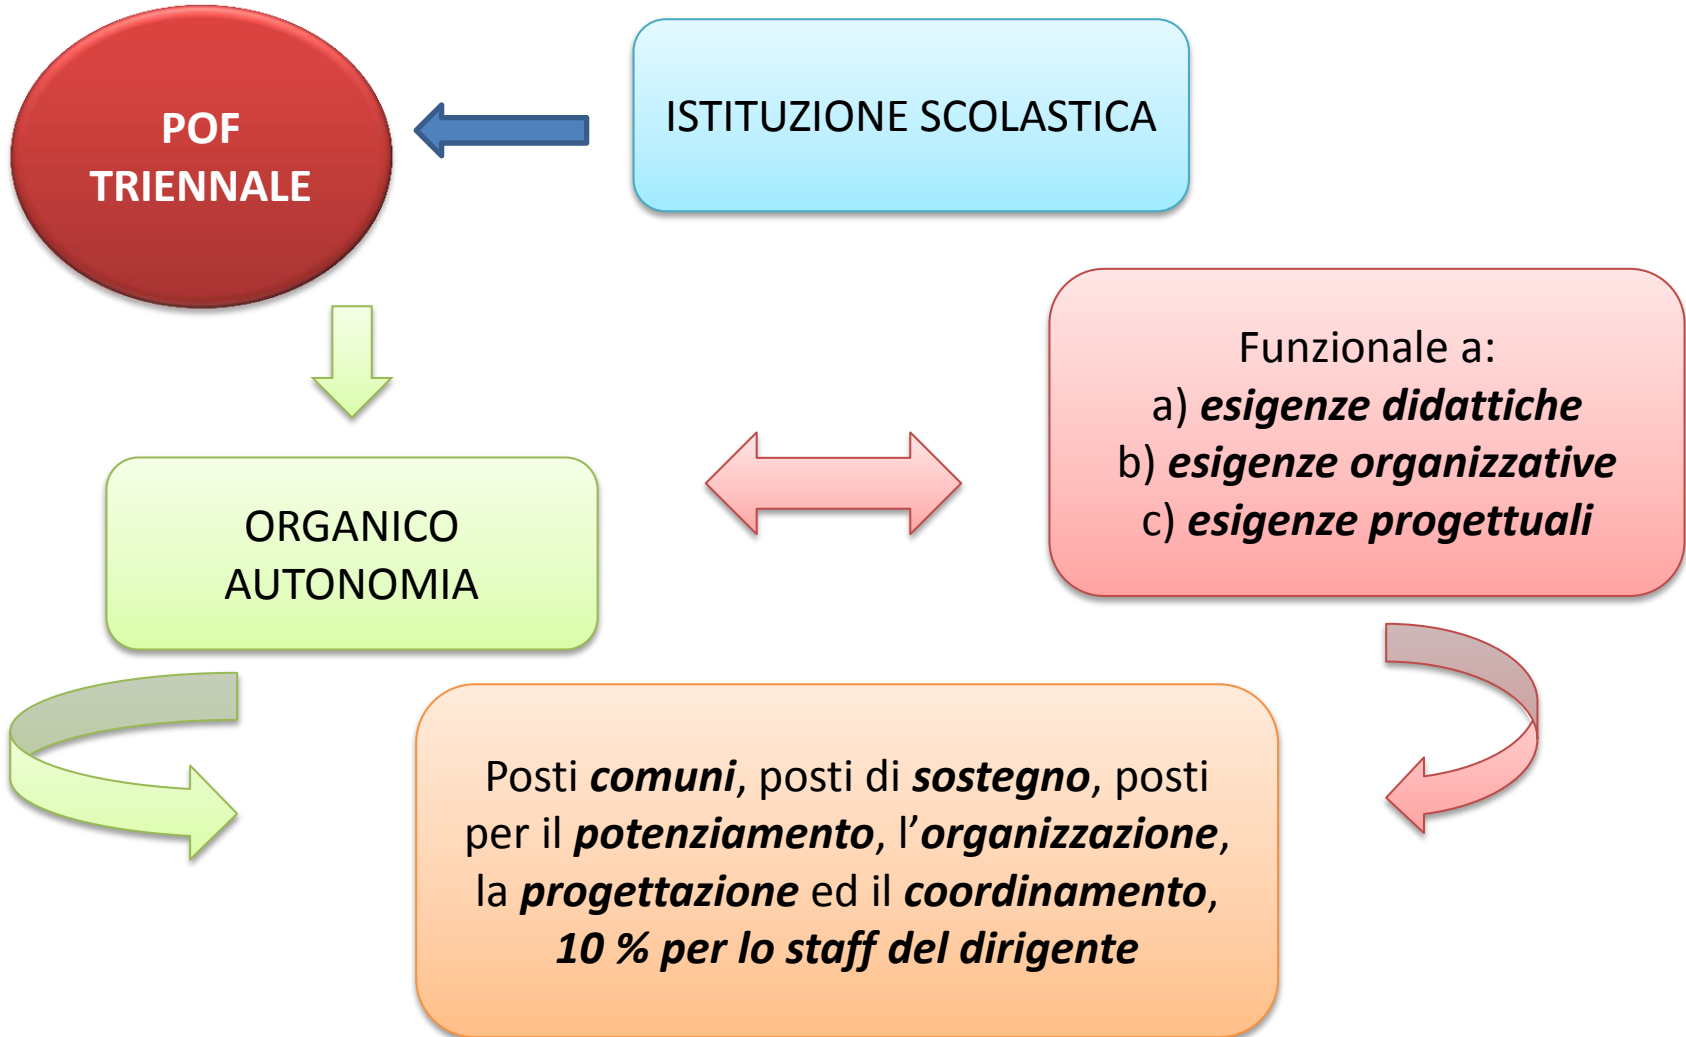 POF
TRIENNALE
ISTITUZIONE SCOLASTICA
Funzionale a:
a) esigenze didattiche
b) esigenze organizzative
c) esigenze progettuali
ORGANICO
AUTONOMIA
Posti comuni, posti di sostegno, posti
per il potenziamento, l’organizzazione,
la progettazione ed il coordinamento,
10 % per lo staff del dirigente